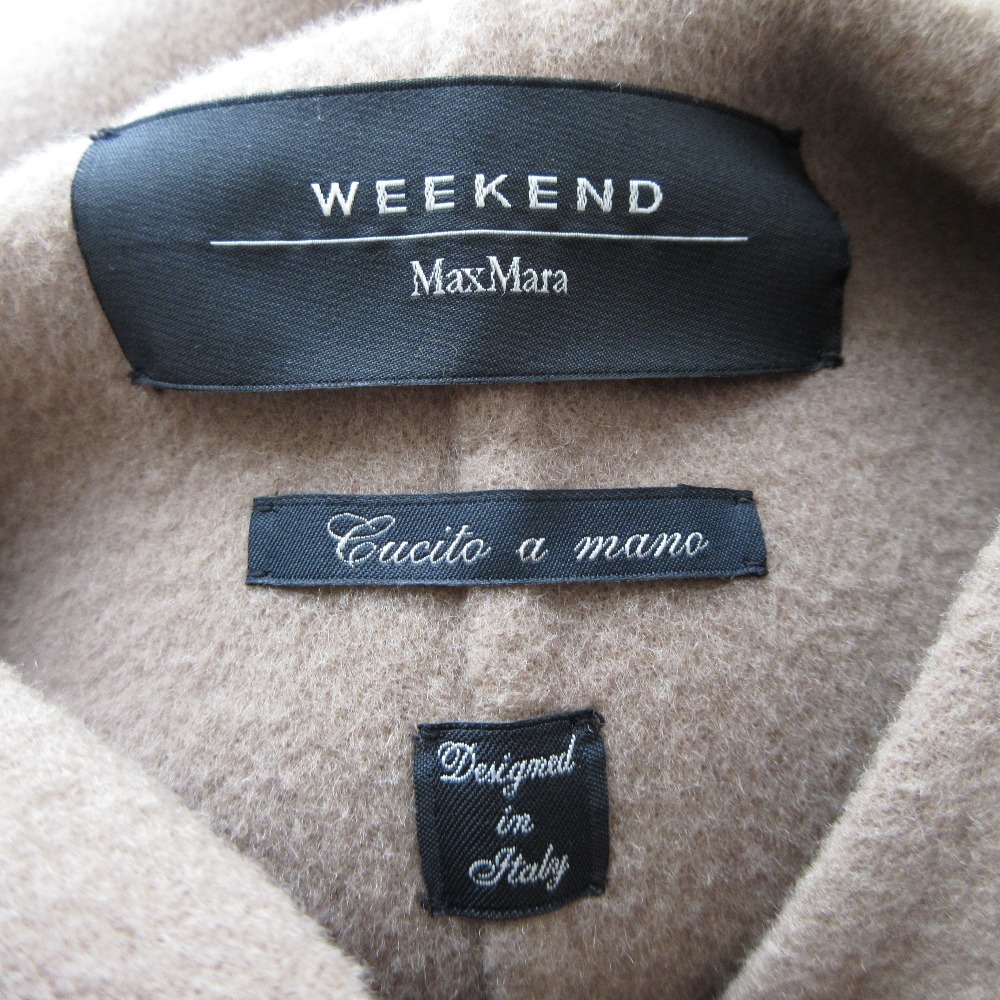 WEEKEND
MaxMara
Cucito a mano
Designed
in
Italy